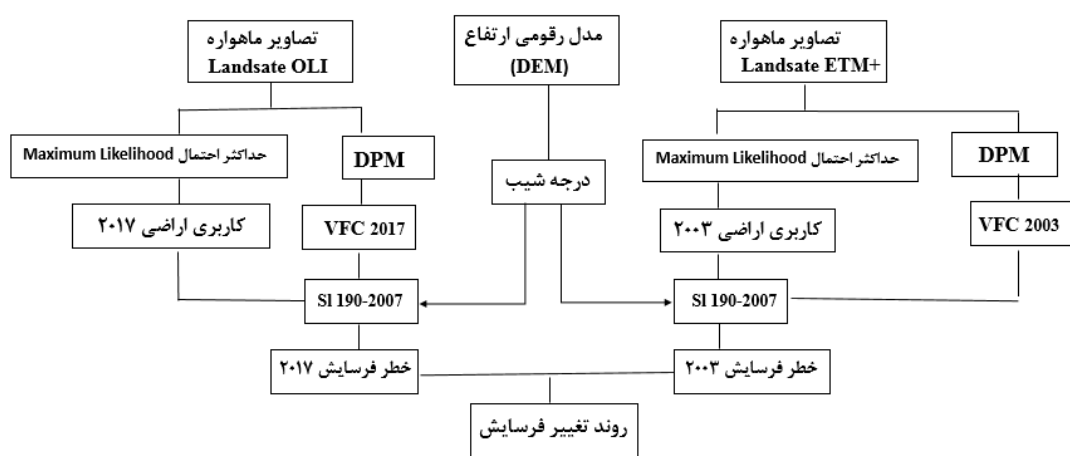 تصاویر ماهواره
Landsate OLI
مدل رقومی ارتفاع
(DEM)
تصاویر ماهواره
Landsate ETM+
حداکثر احتمال Maximum Likelihood
DPM
درجه شیب
حداکثر احتمال Maximum Likelihood
DPM
کاربری اراضی ۲۰۱۷
VFC 2017
کاربری اراضی ۲۰۰۳
VFC 2003
Sl 190-2007
Sl 190-2007
خطر فرسایش ۲۰۱۷
خطر فرسایش ۲۰۰۳
روند تغییر فرسایش